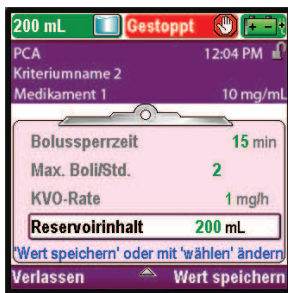 200 mL Gestoppt
PCA 12:04 PM
Kriteriumname 2
Medikament 1 10 mg/mL
Bolussperrzeit 15 min
Max. Boli/Std. 2
KVO-Rate 1 mg/h
Reservoirinhalt 200 mL
'Wert speichern' oder mit 'wählen' ändern
Verlassen Wert speichern